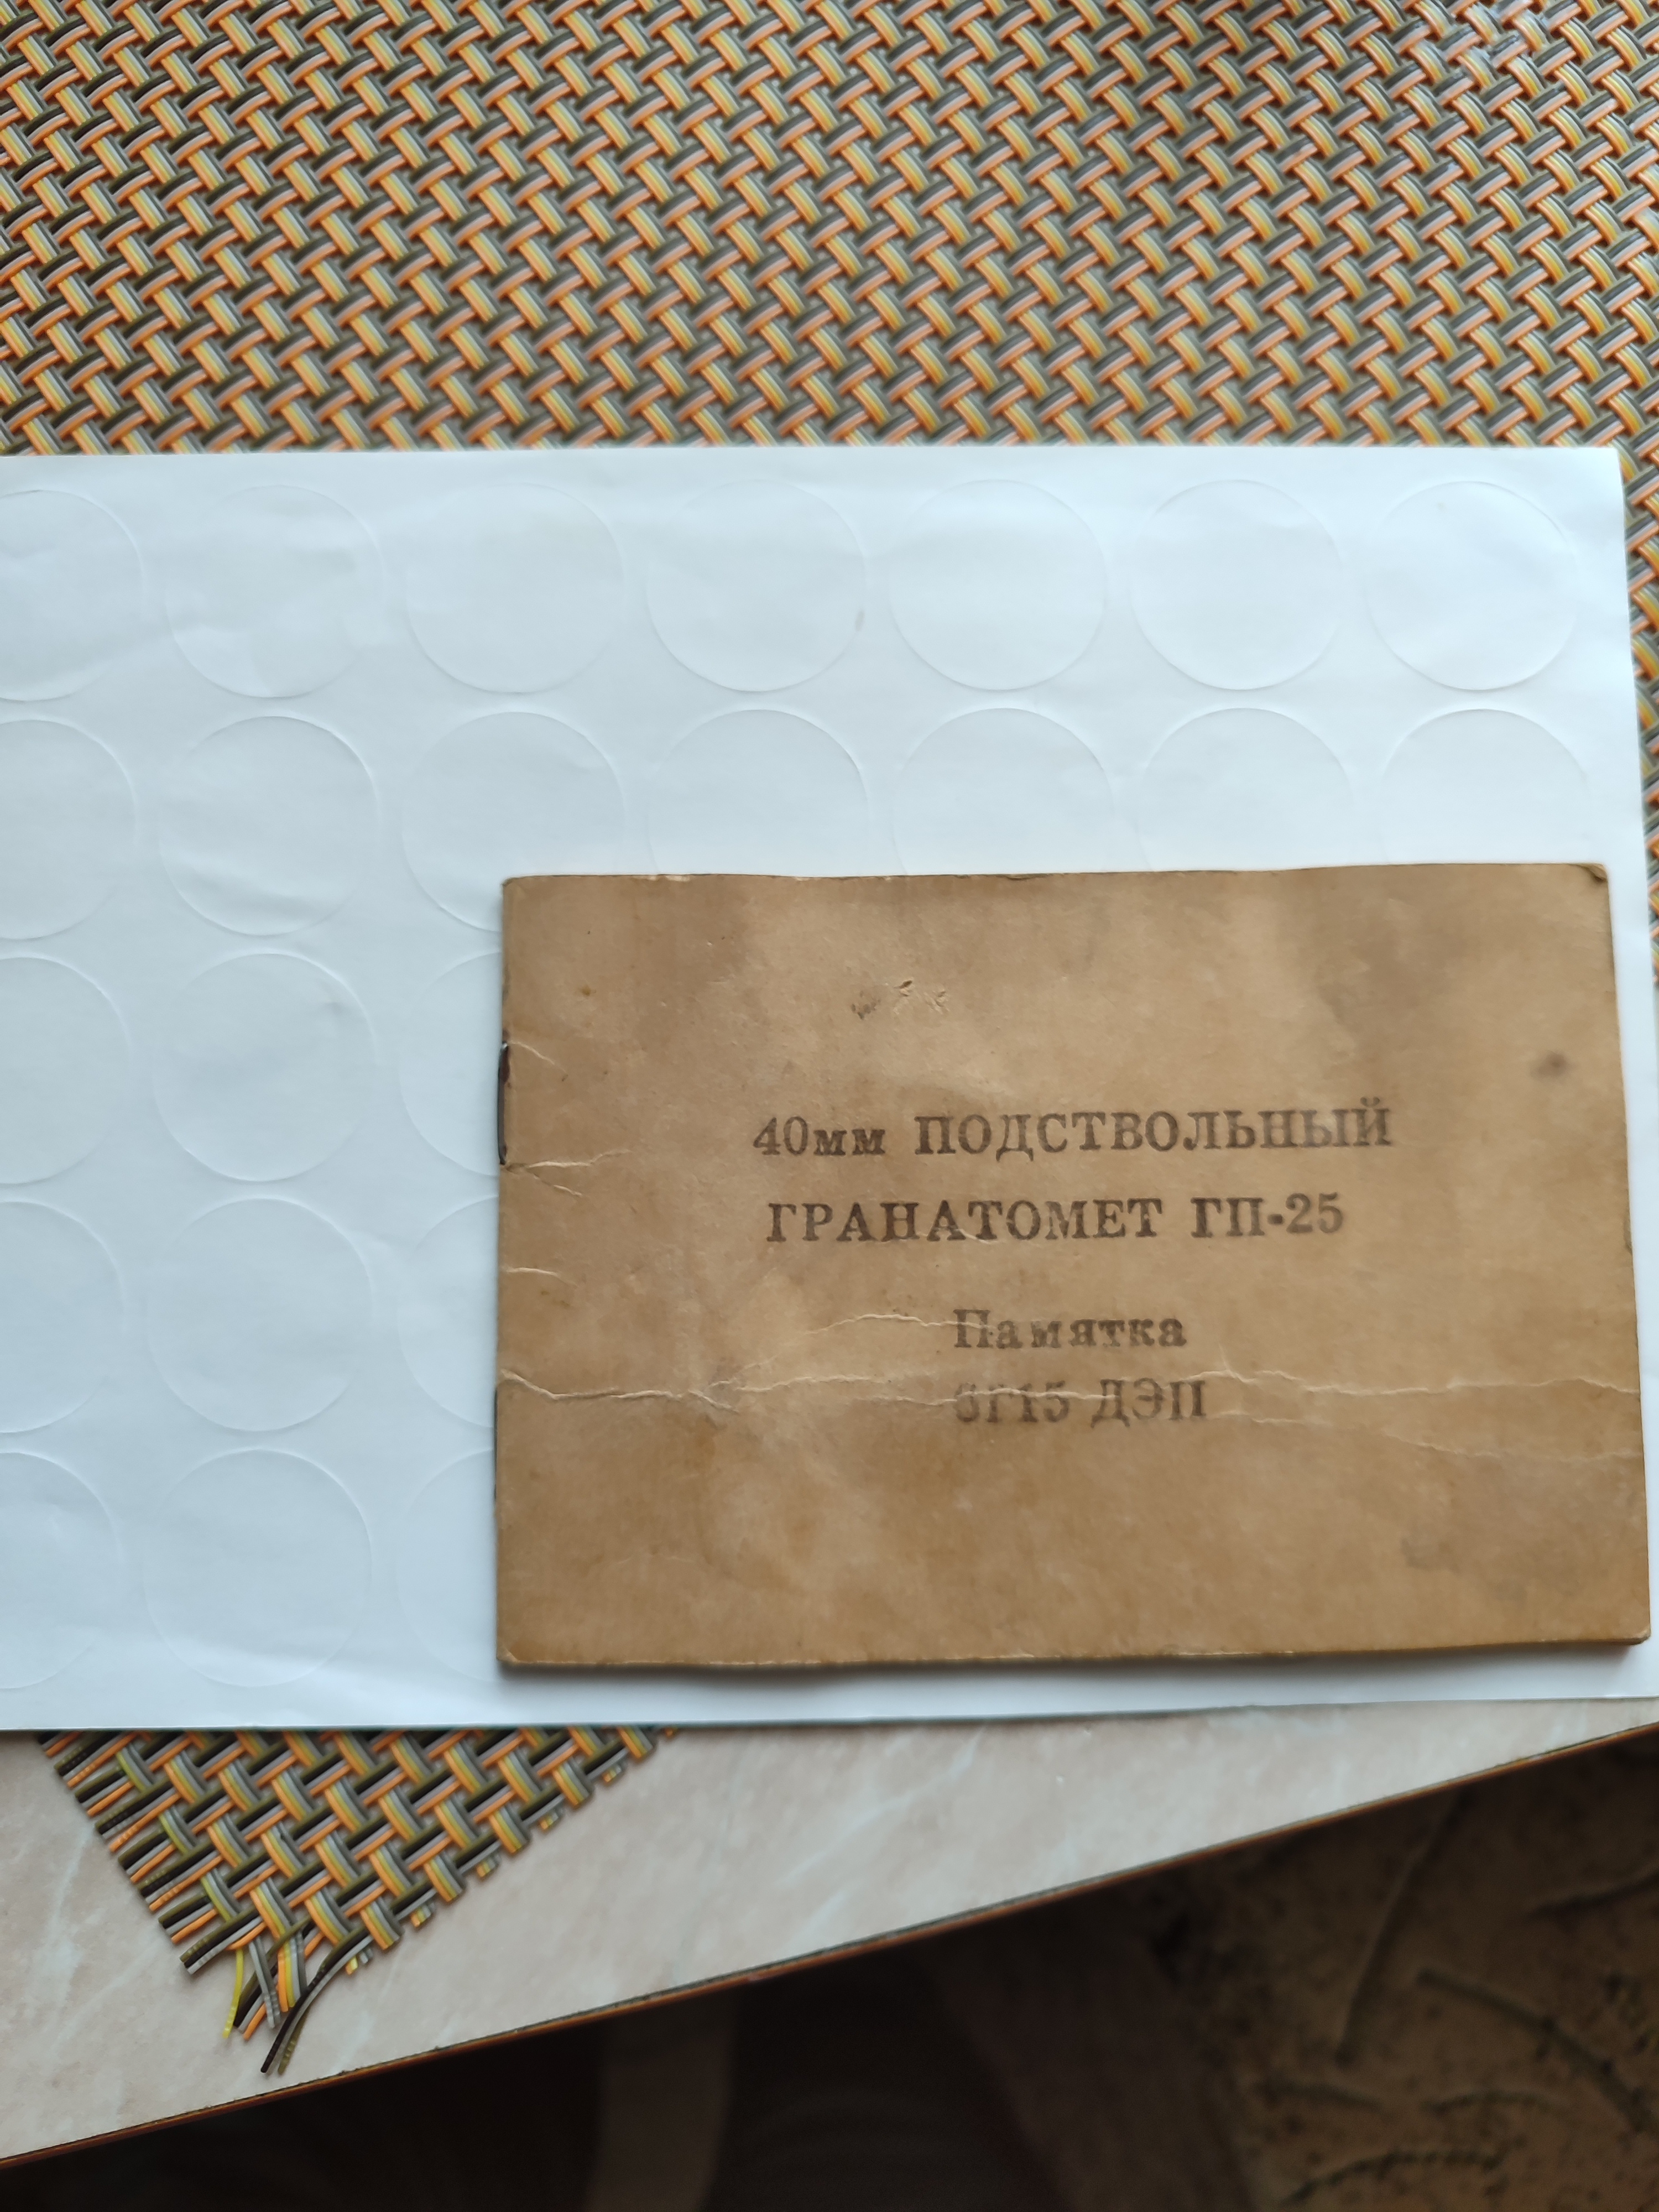 40мм ПОДСТВОЛЬНЫЙ
ГРАНАТОМЕТ ГП-25
Памятка
6Г15 ДЭП